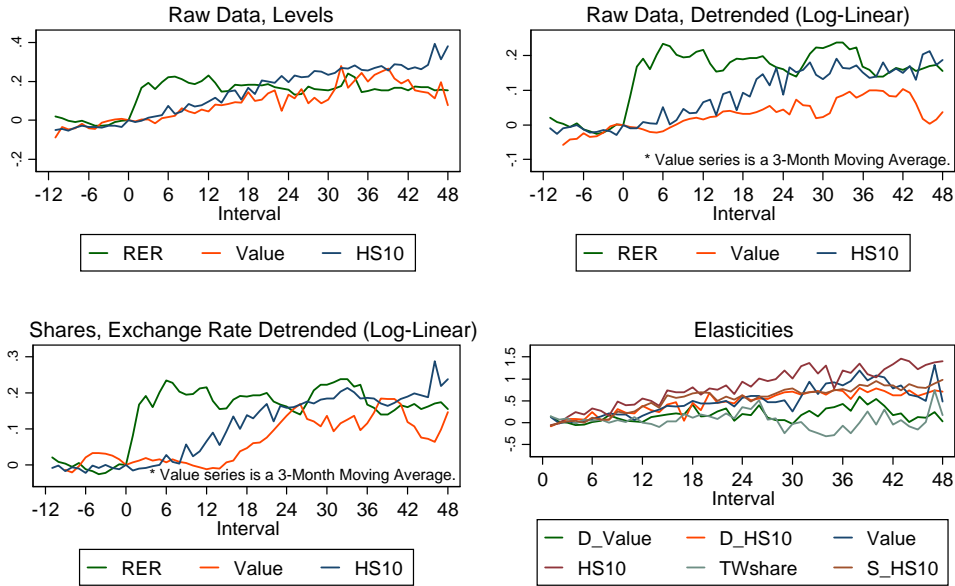 Raw Data, Levels
.4
.2
0
-.2
-12 -6 0 6 12 18 24 30 36 42 48
Interval
RER Value HS10
Raw Data, Detrended (Log-Linear)
.2
.1
0
-.1
* Value series is a 3-Month Moving Average.
-12 -6 0 6 12 18 24 30 36 42 48
Interval
RER Value HS10
Shares, Exchange Rate Detrended (Log-Linear)
.3
.2
.1
0
* Value series is a 3-Month Moving Average.
-12 -6 0 6 12 18 24 30 36 42 48
Interval
RER Value HS10
Elasticities
1.5
1
.5
0
-.5
0 6 12 18 24 30 36 42 48
Interval
D_Value D_HS10 Value
HS10 TWshare S_HS10